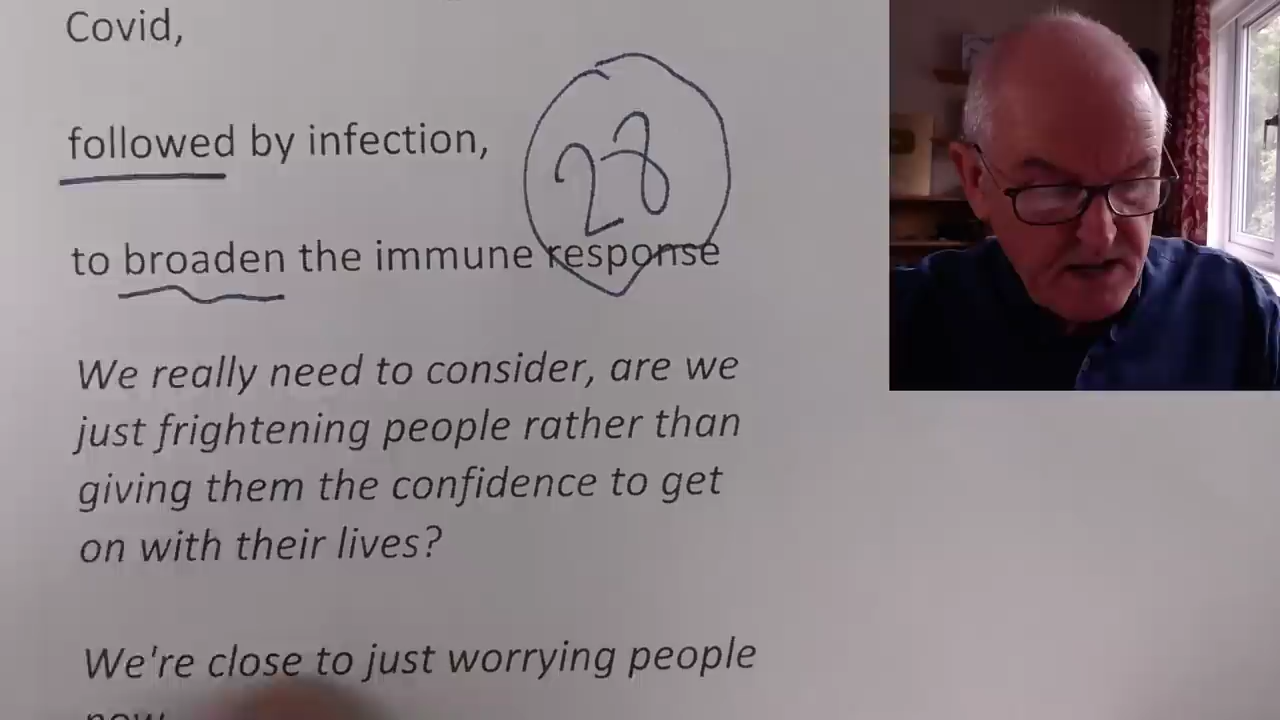 Covid,
followed by infection,
28
to broaden the immune response
We really need to consider, are we
just frightening people rather than
giving them the confidence to get
on with their lives?
We're close to just worrying people
now